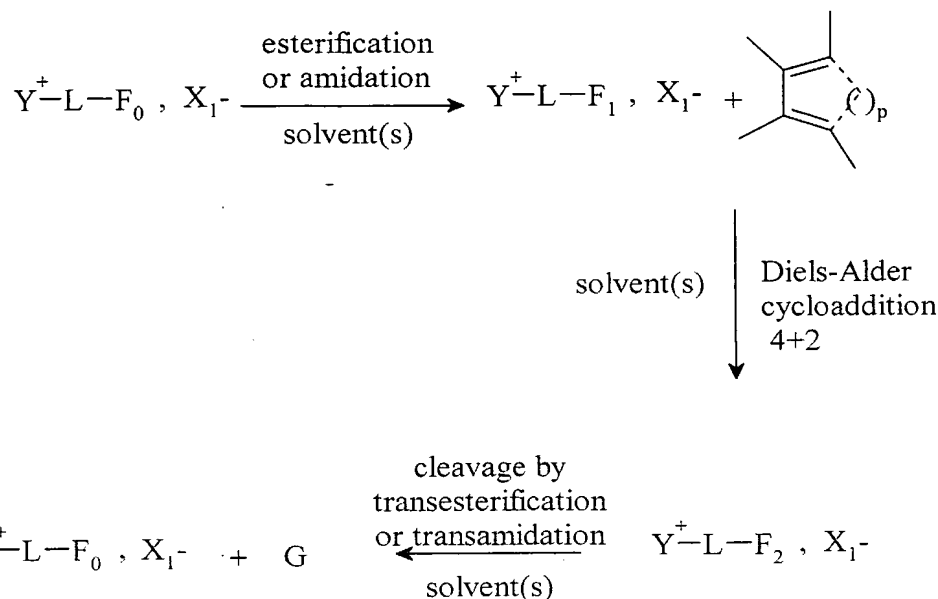 esterification
or amidation
Y⁺—L—F₀ , X₁- solvent(s) Y⁺—L—F₁ , X₁- + ( )p
solvent(s) Diels-Alder
cycloaddition
4+2
cleavage by
transesterification
or transamidation
+—L—F₀ , X₁- + G solvent(s) Y⁺—L—F₂ , X₁-